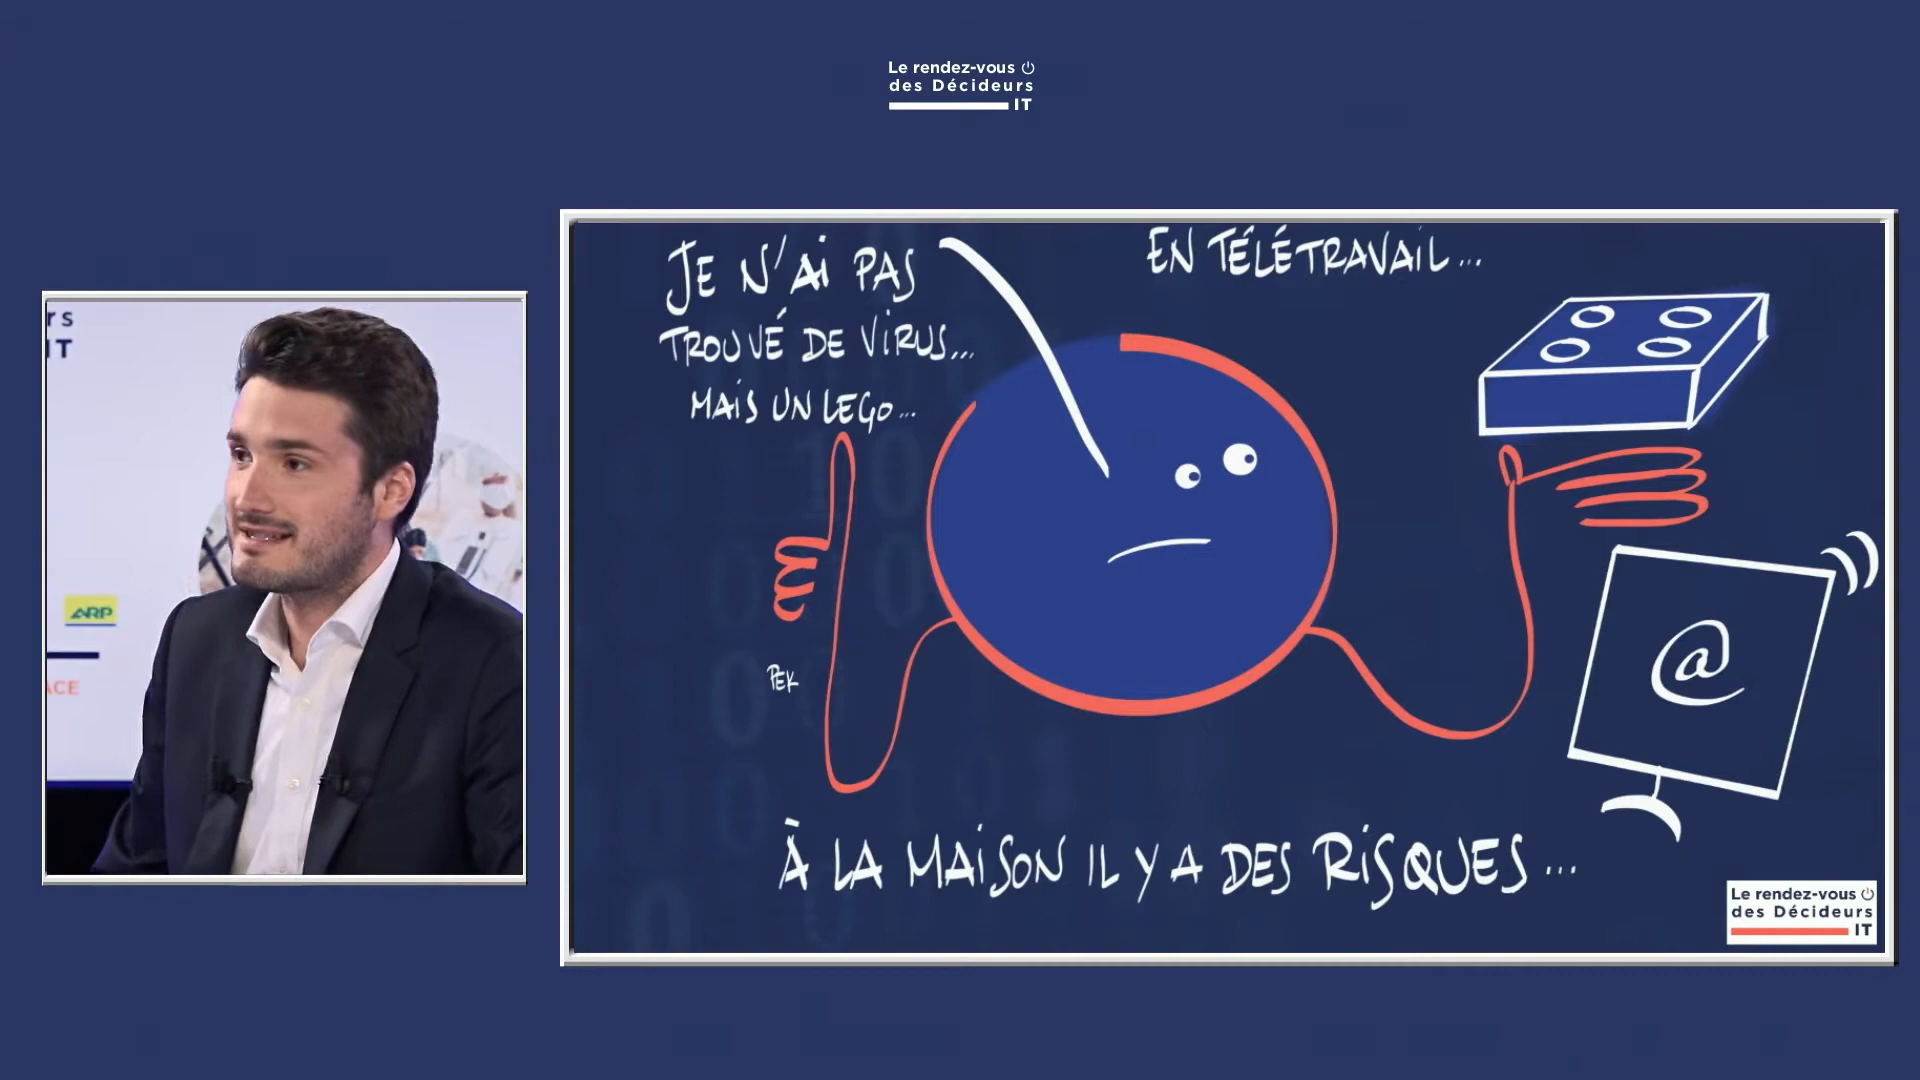 Le rendez-vous
des Décideurs
IT
rs
IT
ARP
ACE
JE N'AI PAS
TROUVÉ DE VIRUS...
MAIS UN LEGO...
EN TÉLÉTRAVAIL...
@
PEK
À LA MAISON IL Y A DES RISQUES...
Le rendez-vous
des Décideurs
IT